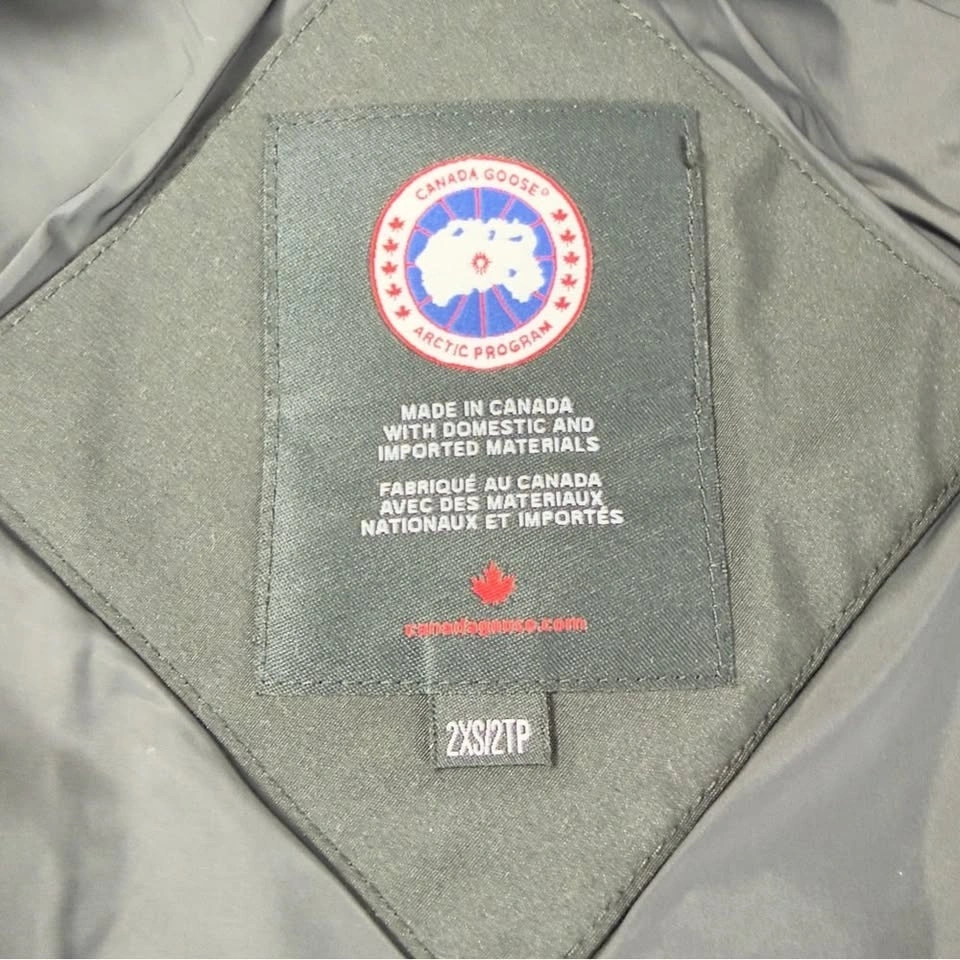 CANADA GOOSE®
ARCTIC PROGRAM
MADE IN CANADA
WITH DOMESTIC AND
IMPORTED MATERIALS
FABRIQUÉ AU CANADA
AVEC DES MATERIAUX
NATIONAUX ET IMPORTÉS
canadagoose.com
2XS/2TP